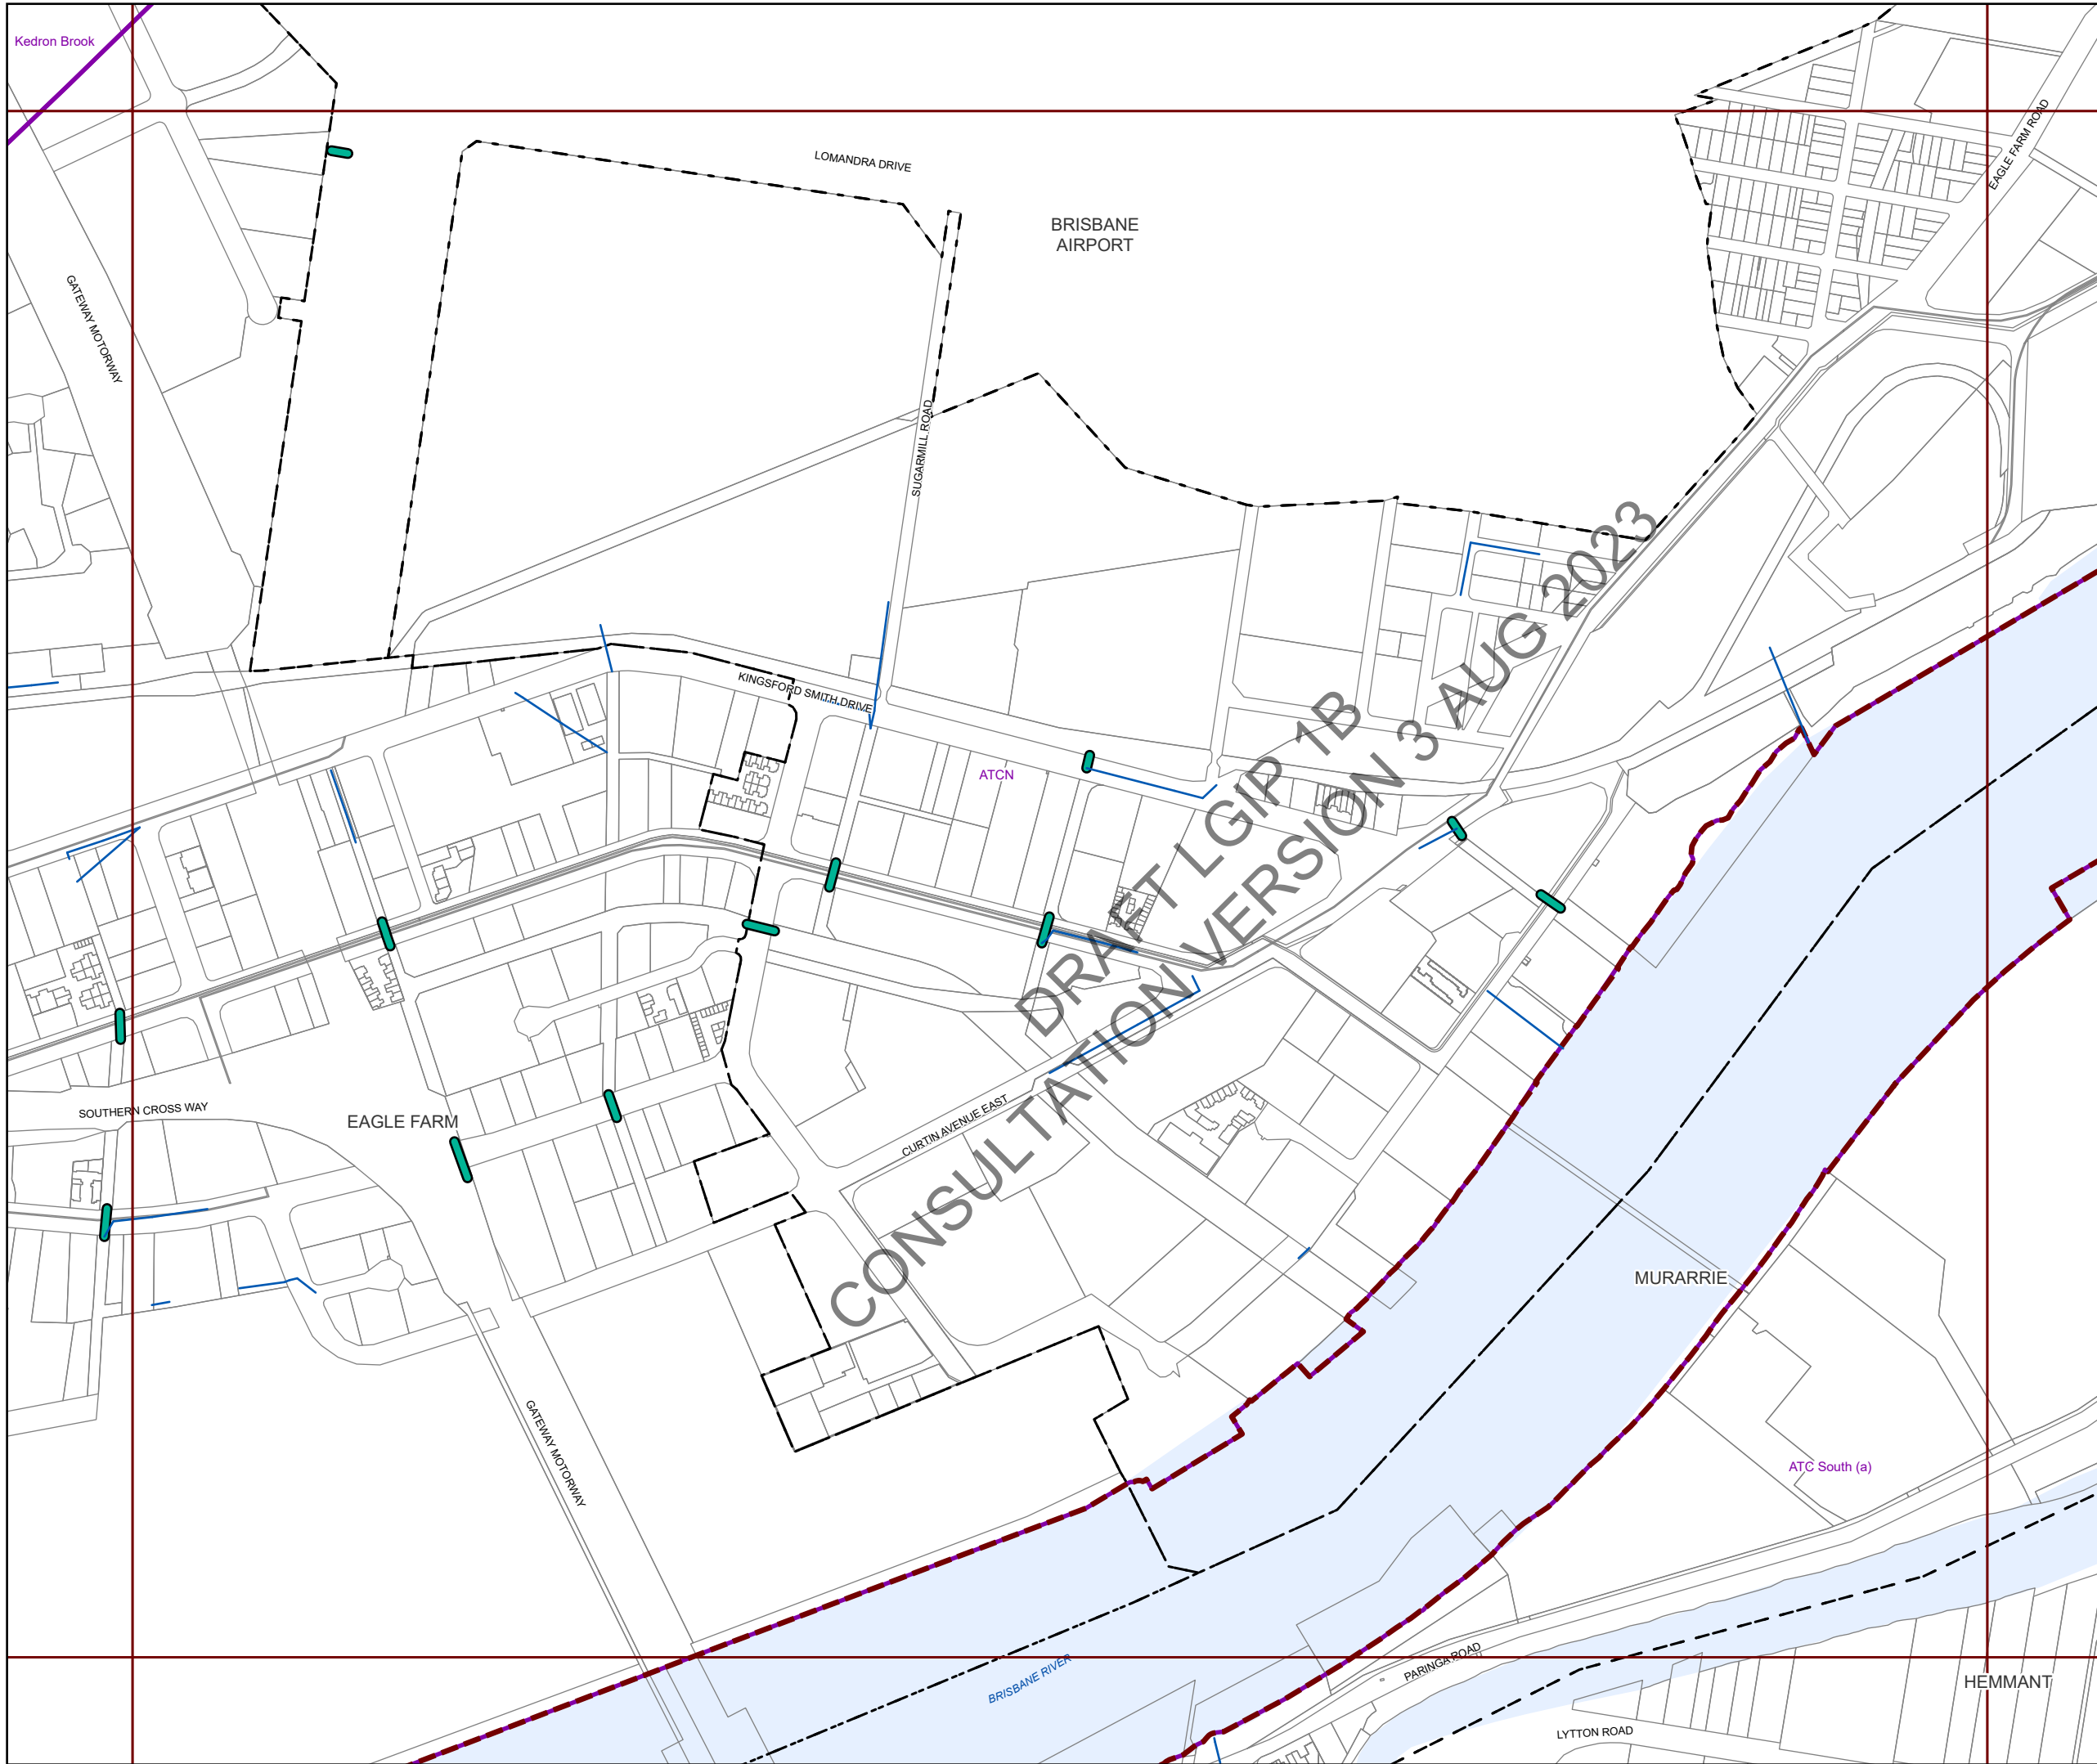 Kedron Brook
LOMANDRA DRIVE
EAGLE FARM ROAD
BRISBANE
AIRPORT
GATEWAY MOTORWAY
SUGARMILL ROAD
KINGSFORD SMITH DRIVE
ATCN
DRAFT LGIP 1B
CONSULTATION VERSION 3 AUG 2023
SOUTHERN CROSS WAY
EAGLE FARM
CURTIN AVENUE EAST
MURARRIE
GATEWAY MOTORWAY
ATC South (a)
BRISBANE RIVER
PARINGA ROAD
HEMMANT
LYTTON ROAD